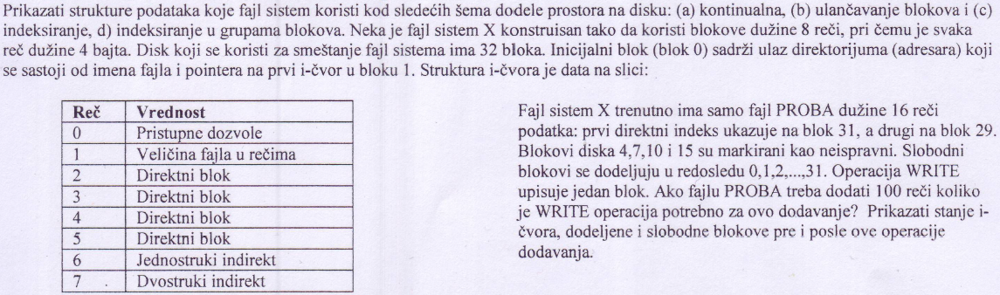 Prikazati strukture podataka koje fajl sistem koristi kod sledećih šema dodele prostora na disku: (a) kontinualna, (b) ulančavanje blokova i (c)
indeksiranje, d) indeksiranje u grupama blokova. Neka je fajl sistem X konstruisan tako da koristi blokove dužine 8 reči, pri čemu je svaka
reč dužine 4 bajta. Disk koji se koristi za smeštanje fajl sistema ima 32 bloka. Inicijalni blok (blok 0) sadrži ulaz direktorijuma (adresara) koji
se sastoji od imena fajla i pointera na prvi i-čvor u bloku 1. Struktura i-čvora je data na slici:
Reč Vrednost
0 Pristupne dozvole
1 Veličina fajla u rečima
2 Direktni blok
3 Direktni blok
4 Direktni blok
5 Direktni blok
6 Jednostruki indirekt
7 Dvostruki indirekt
Fajl sistem X trenutno ima samo fajl PROBA dužine 16 reči
podatka: prvi direktni indeks ukazuje na blok 31, a drugi na blok 29.
Blokovi diska 4,7,10 i 15 su markirani kao neispravni. Slobodni
blokovi se dodeljuju u redosledu 0,1,2,...,31. Operacija WRITE
upisuje jedan blok. Ako fajlu PROBA treba dodati 100 reči koliko
je WRITE operacija potrebno za ovo dodavanje? Prikazati stanje i-
čvora, dodeljene i slobodne blokove pre i posle ove operacije
dodavanja.